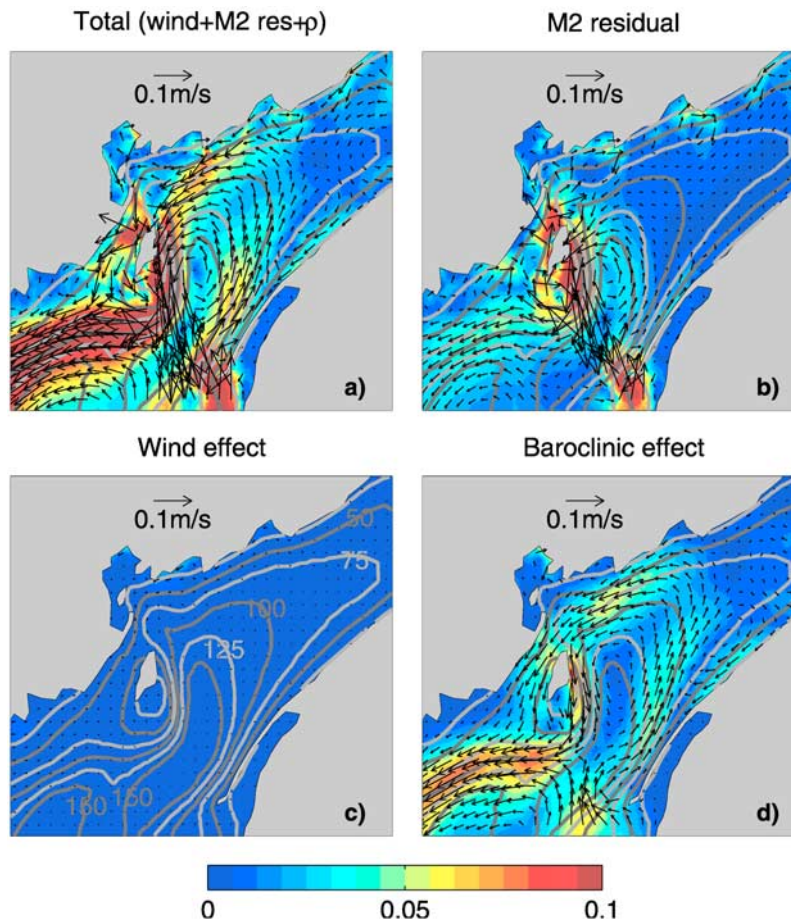 Total (wind+M2 res+ρ)
M2 residual
0.1m/s
0.1m/s
a)
b)
Wind effect
Baroclinic effect
0.1m/s
0.1m/s
50
75
100
125
150
160
c)
d)
0
0.05
0.1